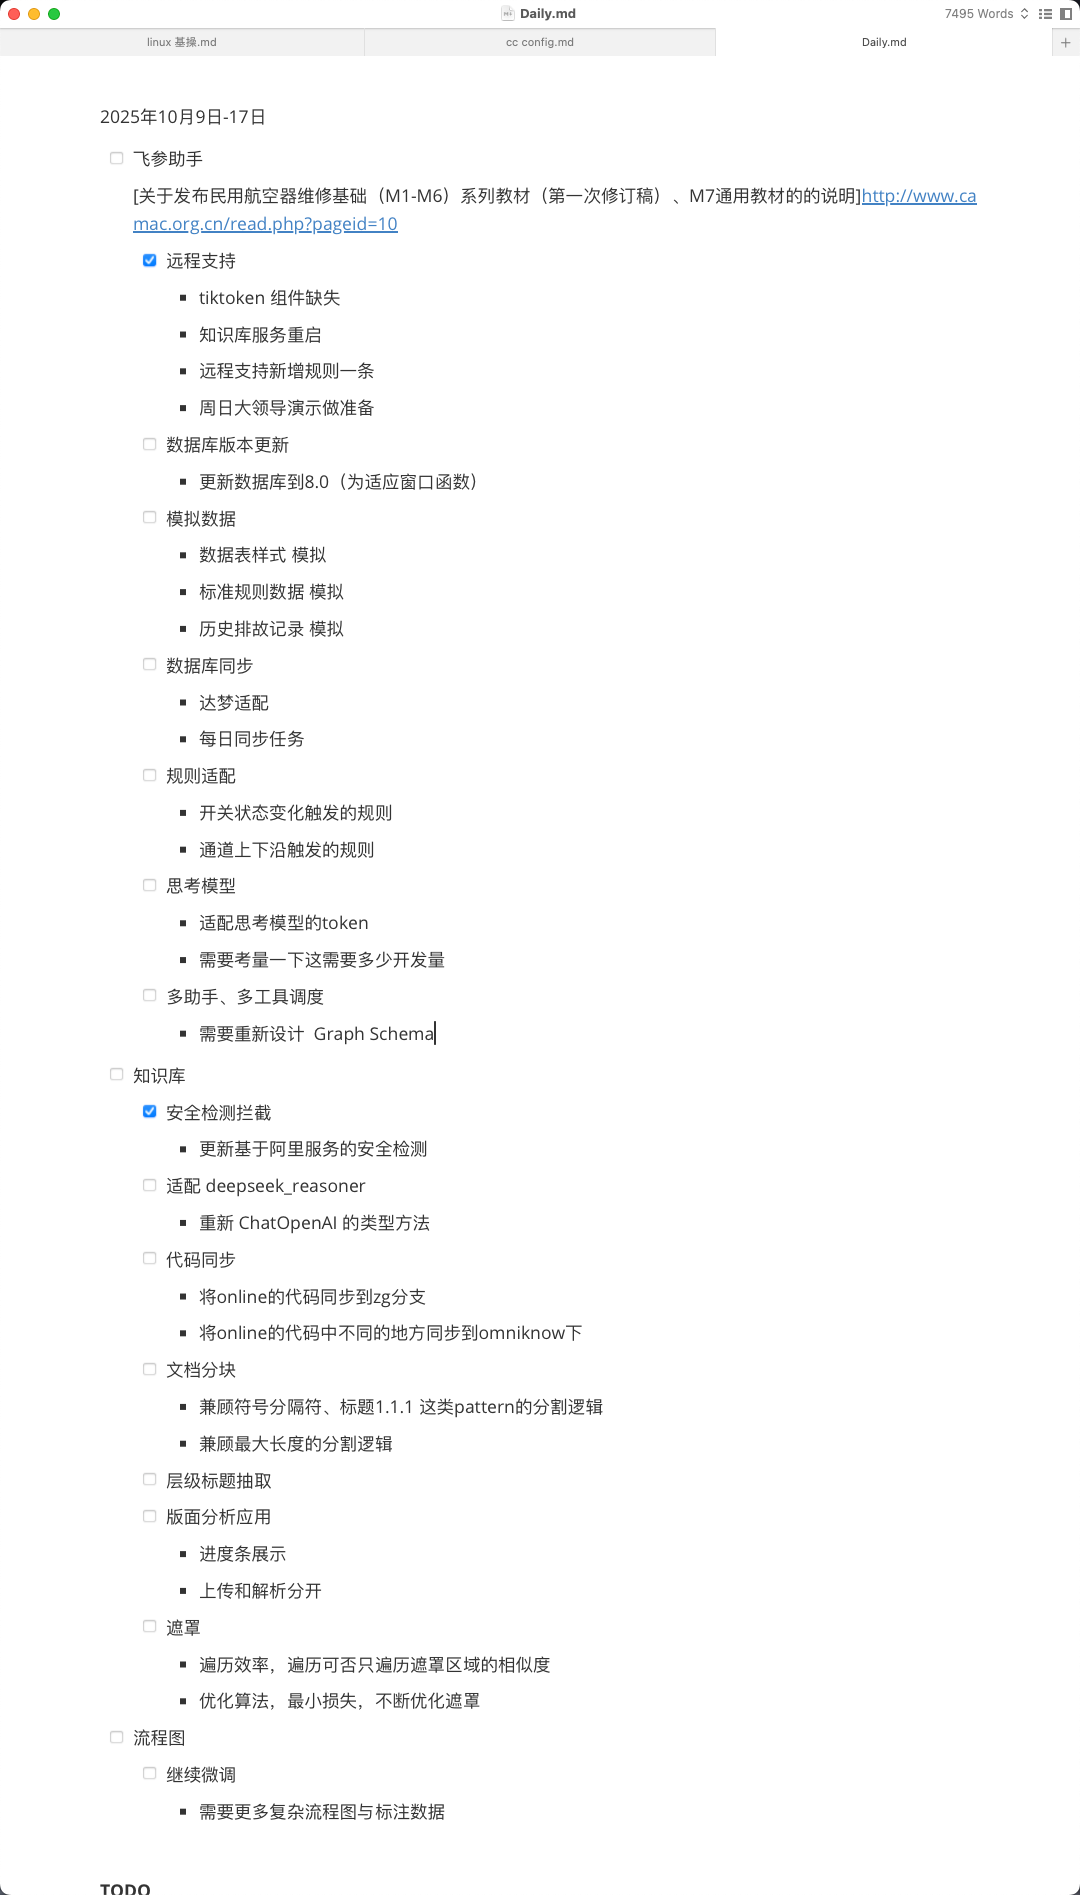 Daily.md
7495 Words
linux 基操.md
cc config.md
Daily.md
2025年10月9日-17日
飞参助手
[关于发布民用航空器维修基础（M1-M6）系列教材（第一次修订稿）、M7通用教材的的说明]http://www.ca
mac.org.cn/read.php?pageid=10
远程支持
tiktoken 组件缺失
知识库服务重启
远程支持新增规则一条
周日大领导演示做准备
数据库版本更新
更新数据库到8.0（为适应窗口函数）
模拟数据
数据表样式 模拟
标准规则数据 模拟
历史排故记录 模拟
数据库同步
达梦适配
每日同步任务
规则适配
开关状态变化触发的规则
通道上下沿触发的规则
思考模型
适配思考模型的token
需要考量一下这需要多少开发量
多助手、多工具调度
需要重新设计 Graph Schema
知识库
安全检测拦截
更新基于阿里服务的安全检测
适配 deepseek_reasoner
重新 ChatOpenAI 的类型方法
代码同步
将online的代码同步到zg分支
将online的代码中不同的地方同步到omniknow下
文档分块
兼顾符号分隔符、标题1.1.1 这类pattern的分割逻辑
兼顾最大长度的分割逻辑
层级标题抽取
版面分析应用
进度条展示
上传和解析分开
遮罩
遍历效率，遍历可否只遍历遮罩区域的相似度
优化算法，最小损失，不断优化遮罩
流程图
继续微调
需要更多复杂流程图与标注数据
TODO